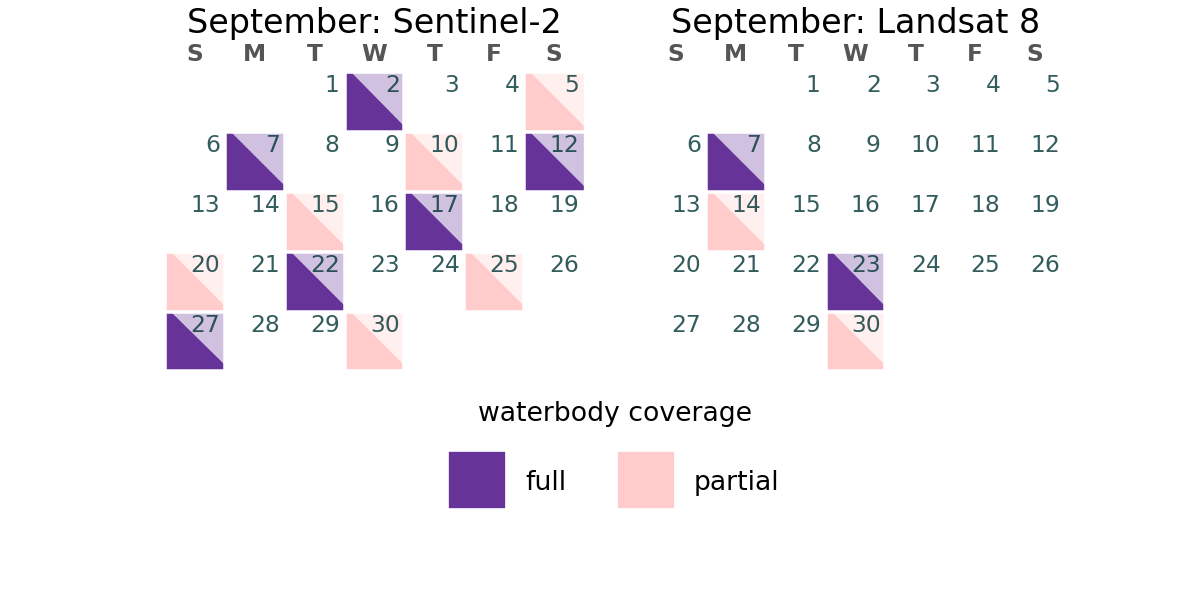 September: Sentinel-2
S M T W T F S
1 2 3 4 5
6 7 8 9 10 11 12
13 14 15 16 17 18 19
20 21 22 23 24 25 26
27 28 29 30
September: Landsat 8
S M T W T F S
1 2 3 4 5
6 7 8 9 10 11 12
13 14 15 16 17 18 19
20 21 22 23 24 25 26
27 28 29 30
waterbody coverage
full
partial